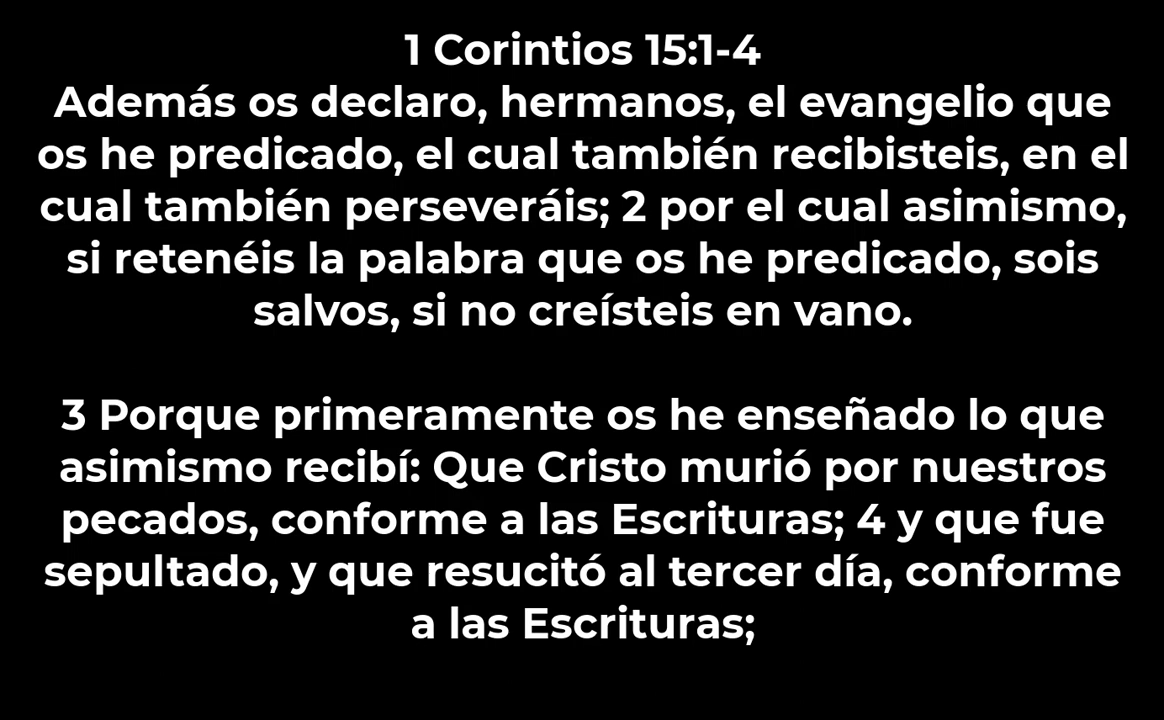 1 Corintios 15:1-4
Además os declaro, hermanos, el evangelio que
os he predicado, el cual también recibisteis, en el
cual también perseveráis; 2 por el cual asimismo,
si retenéis la palabra que os he predicado, sois
salvos, si no creísteis en vano.
3 Porque primeramente os he enseñado lo que
asimismo recibí: Que Cristo murió por nuestros
pecados, conforme a las Escrituras; 4 y que fue
sepultado, y que resucitó al tercer día, conforme
a las Escrituras;